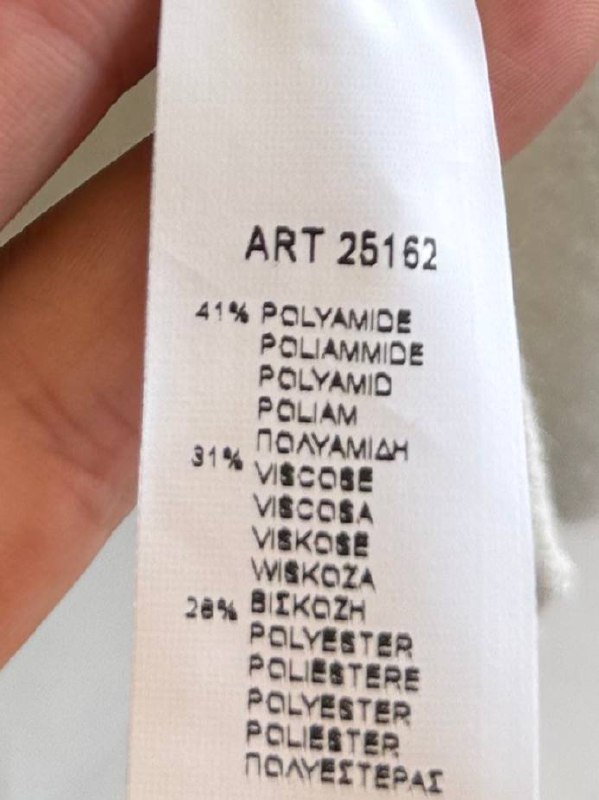 ART 25162
41% POLYAMIDE
POLIAMMIDE
POLYAMID
POLIAM
ΠΟΛΥΑΜΙΔΗ
31% VISCOSE
VISCOSA
VISKOSE
WISKOZA
28% ΒΙΣΚΟΖΗ
POLYESTER
POLIESTERE
POLYESTER
POLIESTER
ΠΟΛΥΕΣΤΕΡΑΣ